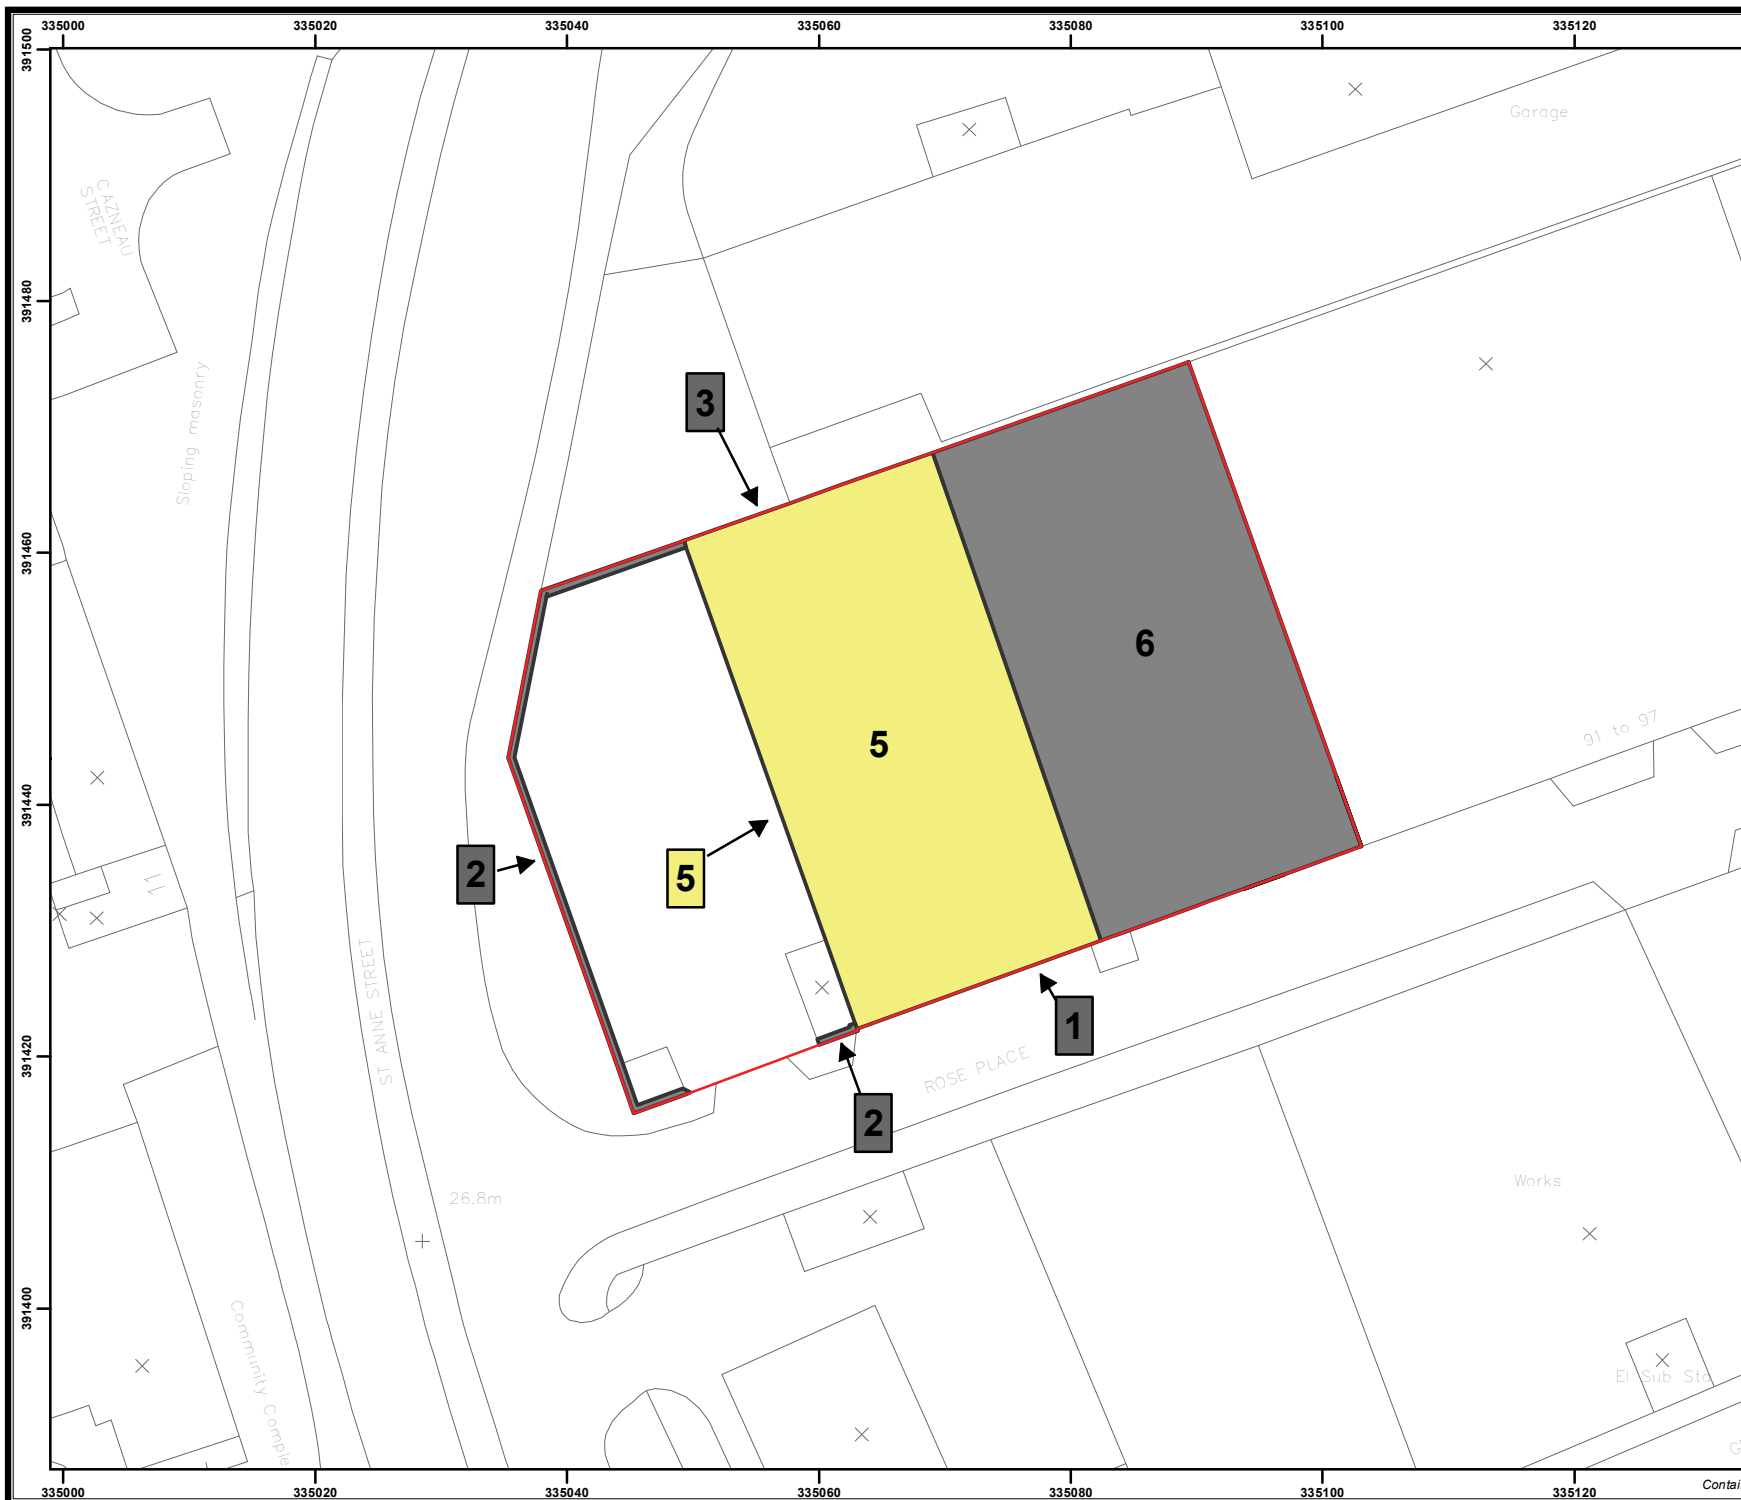 335000 335020 335040 335060 335080 335100 335120
391500
391480
391460
391440
391420
391400
Garage
CAZNEAU
STREET
Sloping masonry
3
6
5
91 to 97
5
2
11
ST ANNE STREET
1
ROSE PLACE
2
26.8m
Works
Community Comple
El Sub Sta
G
335000 335020 335040 335060 335080 335100 335120
Contai